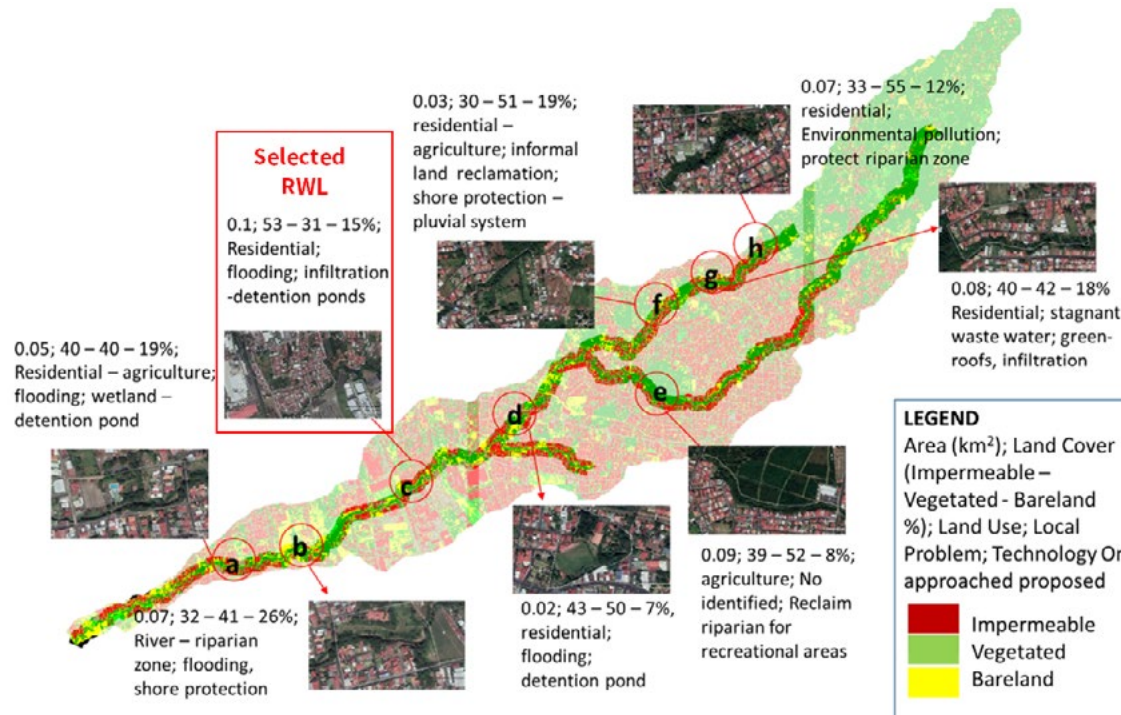 0.07; 33 – 55 – 12%;
residential;
Environmental pollution;
protect riparian zone
0.03; 30 – 51 – 19%;
residential –
agriculture; informal
land reclamation;
shore protection –
pluvial system
Selected
RWL
0.1; 53 – 31 – 15%;
Residential;
flooding; infiltration
-detention ponds
0.05; 40 – 40 – 19%;
Residential – agriculture;
flooding; wetland –
detention pond
0.08; 40 – 42 – 18%
Residential; stagnant
waste water; green-
roofs, infiltration
h
g
f
e
d
c
b
a
0.07; 32 – 41 – 26%;
River – riparian
zone; flooding,
shore protection
0.02; 43 – 50 – 7%,
residential;
flooding;
detention pond
0.09; 39 – 52 – 8%;
agriculture; No
identified; Reclaim
riparian for
recreational areas
LEGEND
Area (km²); Land Cover
(Impermeable –
Vegetated - Bareland
%); Land Use; Local
Problem; Technology Or
approached proposed
Impermeable
Vegetated
Bareland